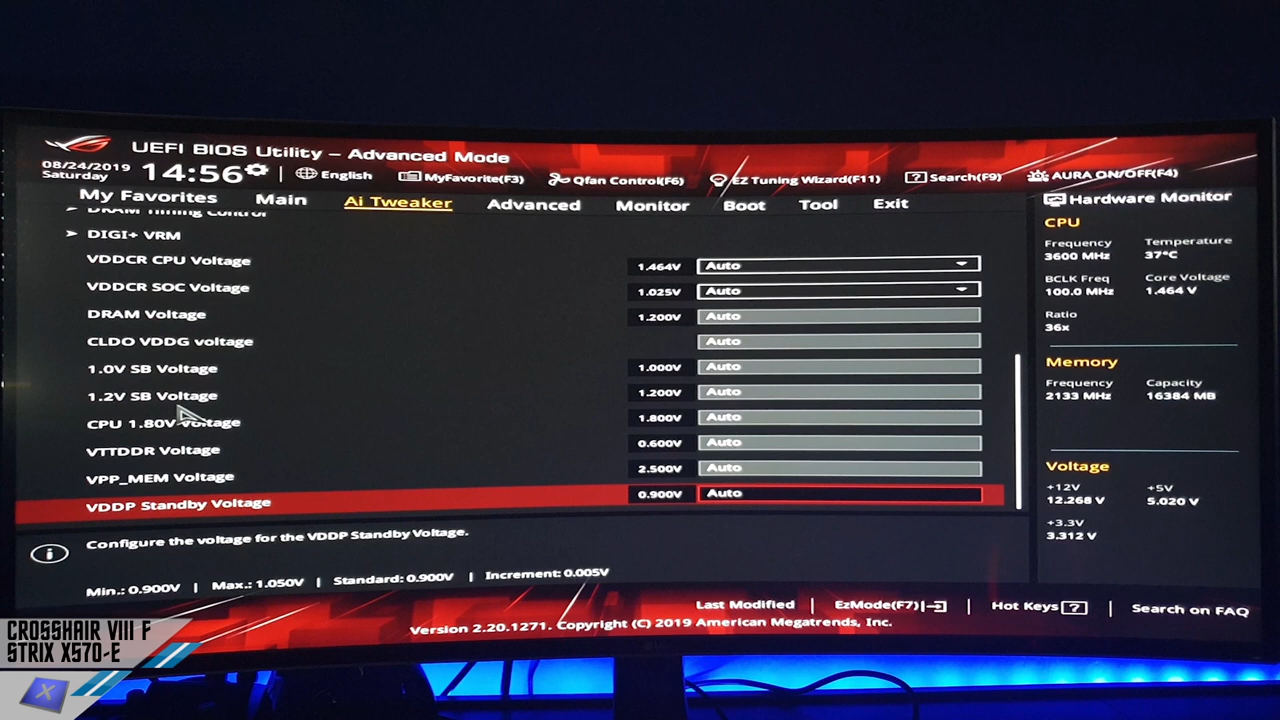 UEFI BIOS Utility – Advanced Mode
08/24/2019
Saturday
14:56
English
MyFavorite(F3)
Qfan Control(F6)
EZ Tuning Wizard(F11)
Search(F9)
AURA ON/OFF(F4)
My Favorites
Main
Ai Tweaker
Advanced
Monitor
Boot
Tool
Exit
DRAM Timing Control
> DIGI+ VRM
VDDCR CPU Voltage 1.464V Auto
VDDCR SOC Voltage 1.025V Auto
DRAM Voltage 1.200V Auto
CLDO VDDG voltage Auto
1.0V SB Voltage 1.000V Auto
1.2V SB Voltage 1.200V Auto
CPU 1.80V Voltage 1.800V Auto
VTTDDR Voltage 0.600V Auto
VPP_MEM Voltage 2.500V Auto
VDDP Standby Voltage 0.900V Auto
Configure the voltage for the VDDP Standby Voltage.
Min.: 0.900V | Max.: 1.050V | Standard: 0.900V | Increment: 0.005V
Hardware Monitor
CPU
Frequency Temperature
3600 MHz 37°C
BCLK Freq Core Voltage
100.0 MHz 1.464 V
Ratio
36x
Memory
Frequency Capacity
2133 MHz 16384 MB
Voltage
+12V +5V
12.268 V 5.020 V
+3.3V
3.312 V
Last Modified | EzMode(F7) | Hot Keys ? | Search on FAQ
Version 2.20.1271. Copyright (C) 2019 American Megatrends, Inc.
CROSSHAIR VIII F
STRIX X570-E
X